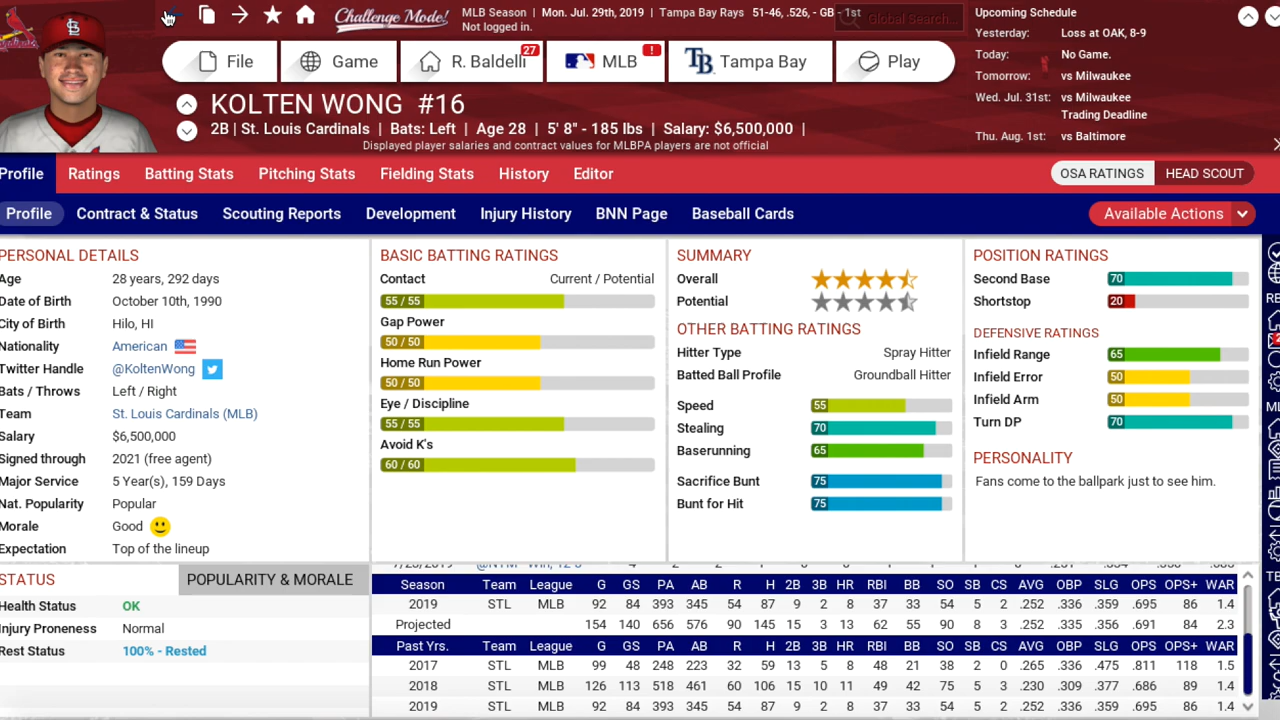 Challenge Mode!
MLB Season | Mon. Jul. 29th, 2019 | Tampa Bay Rays 51-46, .526, - GB - 1st
Not logged in.
Global Search...
File
Game
R. Baldelli 27
MLB !
Tampa Bay
Play
KOLTEN WONG #16
2B | St. Louis Cardinals | Bats: Left | Age 28 | 5' 8" - 185 lbs | Salary: $6,500,000 |
Displayed player salaries and contract values for MLBPA players are not official
Upcoming Schedule
Yesterday: Loss at OAK, 8-9
Today: No Game.
Tomorrow: vs Milwaukee
Wed. Jul. 31st: vs Milwaukee
Trading Deadline
Thu. Aug. 1st: vs Baltimore
Profile Ratings Batting Stats Pitching Stats Fielding Stats History Editor
OSA RATINGS HEAD SCOUT
Profile Contract & Status Scouting Reports Development Injury History BNN Page Baseball Cards
Available Actions
PERSONAL DETAILS
Age 28 years, 292 days
Date of Birth October 10th, 1990
City of Birth Hilo, HI
Nationality American
Twitter Handle @KoltenWong
Bats / Throws Left / Right
Team St. Louis Cardinals (MLB)
Salary $6,500,000
Signed through 2021 (free agent)
Major Service 5 Year(s), 159 Days
Nat. Popularity Popular
Morale Good
Expectation Top of the lineup
STATUS
POPULARITY & MORALE
Health Status OK
Injury Proneness Normal
Rest Status 100% - Rested
BASIC BATTING RATINGS
Contact Current / Potential
55 / 55
Gap Power
50 / 50
Home Run Power
50 / 50
Eye / Discipline
55 / 55
Avoid K's
60 / 60
SUMMARY
Overall
Potential
OTHER BATTING RATINGS
Hitter Type Spray Hitter
Batted Ball Profile Groundball Hitter
Speed 55
Stealing 70
Baserunning 65
Sacrifice Bunt 75
Bunt for Hit 75
POSITION RATINGS
Second Base 70
Shortstop 20
DEFENSIVE RATINGS
Infield Range 65
Infield Error 50
Infield Arm 50
Turn DP 70
PERSONALITY
Fans come to the ballpark just to see him.
Season Team League G GS PA AB R H 2B 3B HR RBI BB SO SB CS AVG OBP SLG OPS OPS+ WAR
2019 STL MLB 92 84 393 345 54 87 9 2 8 37 33 54 5 2 .252 .336 .359 .695 86 1.4
Projected 154 140 656 576 90 145 15 3 13 62 55 90 8 3 .252 .335 .356 .691 84 2.3
Past Yrs. Team League G GS PA AB R H 2B 3B HR RBI BB SO SB CS AVG OBP SLG OPS OPS+ WAR
2017 STL MLB 99 48 248 223 32 59 13 5 8 48 21 38 2 0 .265 .336 .475 .811 118 1.5
2018 STL MLB 126 113 518 461 60 106 15 10 11 49 42 75 5 3 .230 .309 .377 .686 89 1.4
2019 STL MLB 92 84 393 345 54 87 9 2 8 37 33 54 5 2 .252 .336 .359 .695 86 1.4